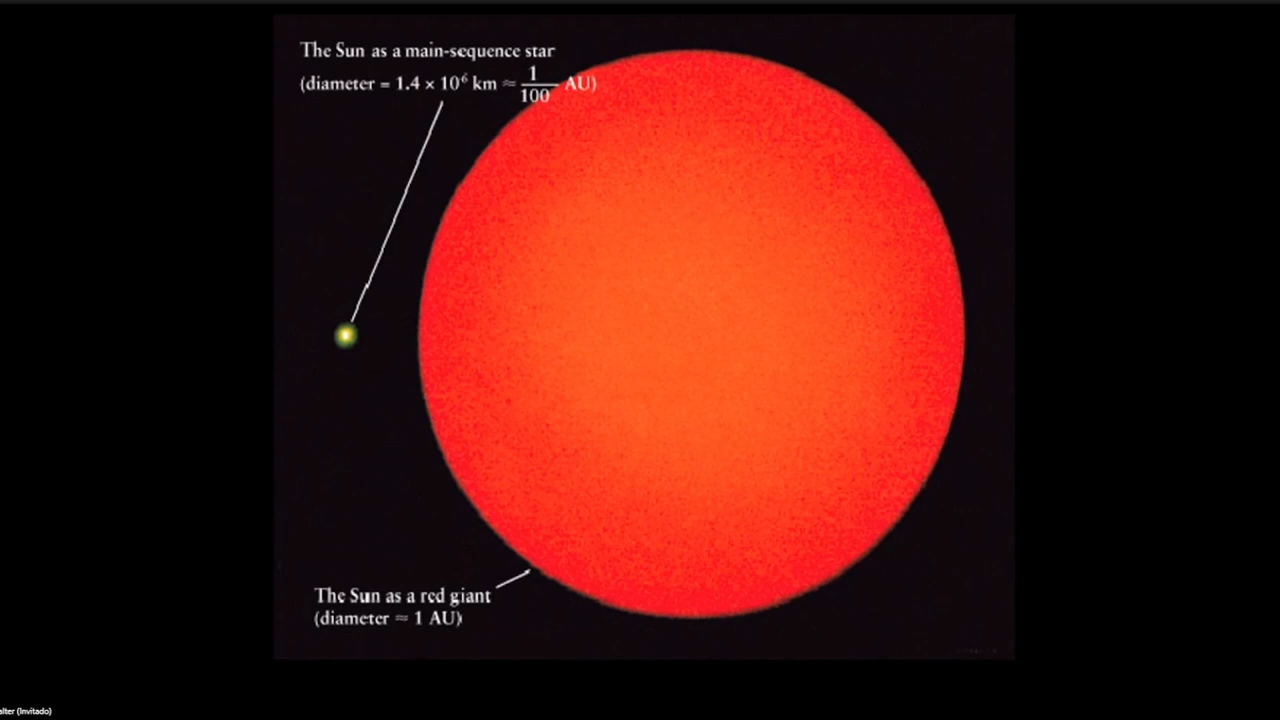 The Sun as a main-sequence star
(diameter = 1.4 × 10⁶ km ≈ 1/100 AU)
The Sun as a red giant
(diameter ≈ 1 AU)
(Invitado)